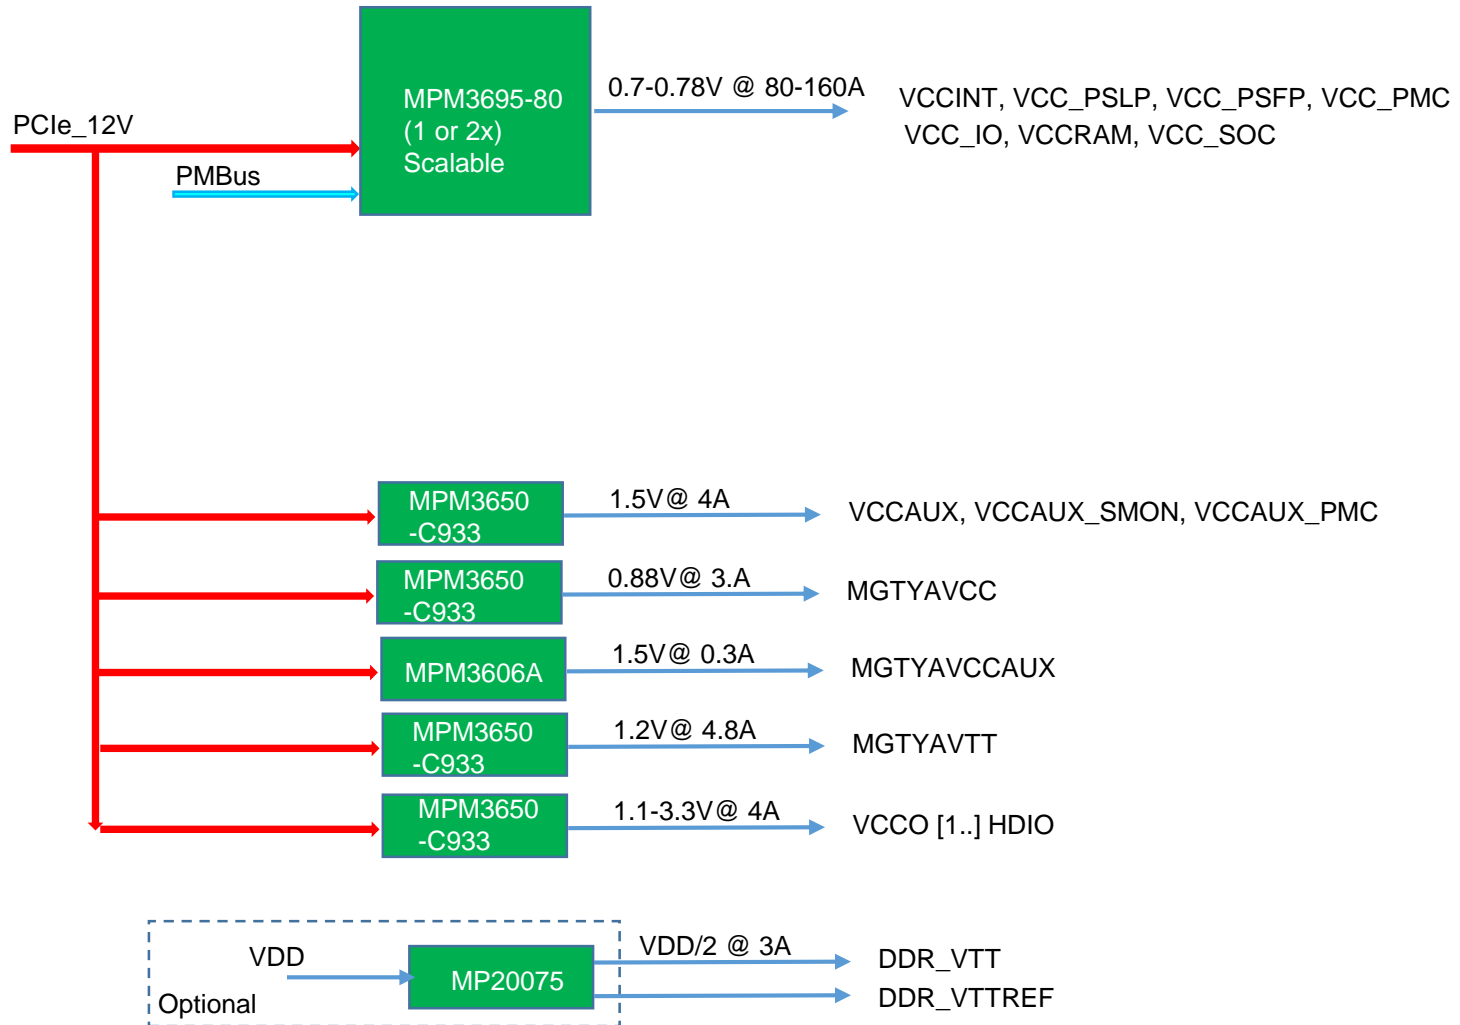 PCIe_12V
PMBus
MPM3695-80
(1 or 2x)
Scalable
0.7-0.78V @ 80-160A
VCCINT, VCC_PSLP, VCC_PSFP, VCC_PMC
VCC_IO, VCCRAM, VCC_SOC
MPM3650
-C933
1.5V@ 4A
VCCAUX, VCCAUX_SMON, VCCAUX_PMC
MPM3650
-C933
0.88V@ 3.A
MGTYAVCC
MPM3606A
1.5V@ 0.3A
MGTYAVCCAUX
MPM3650
-C933
1.2V@ 4.8A
MGTYAVTT
MPM3650
-C933
1.1-3.3V@ 4A
VCCO [1..] HDIO
VDD
Optional
MP20075
VDD/2 @ 3A
DDR_VTT
DDR_VTTREF